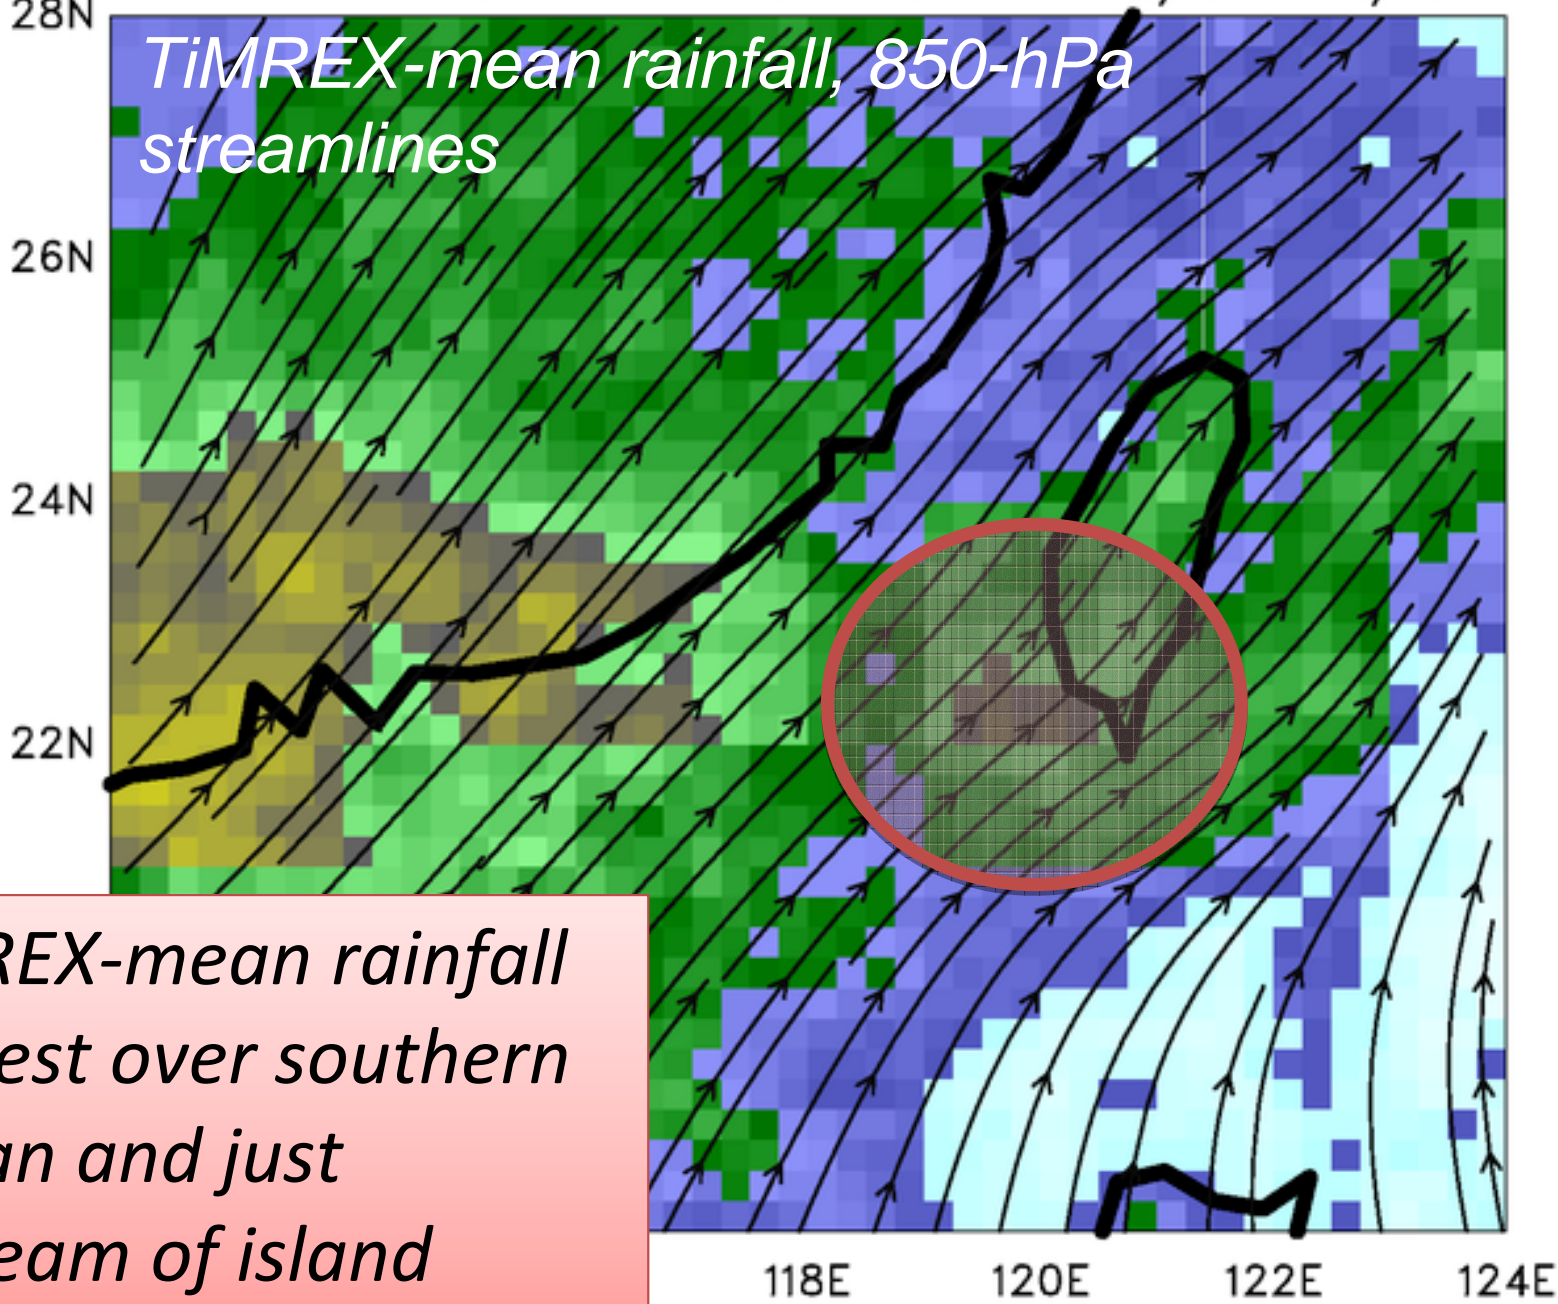 28N
TiMREX-mean rainfall, 850-hPa
streamlines
26N
24N
22N
REX-mean rainfall
est over southern
an and just
eam of island
118E 120E 122E 124E